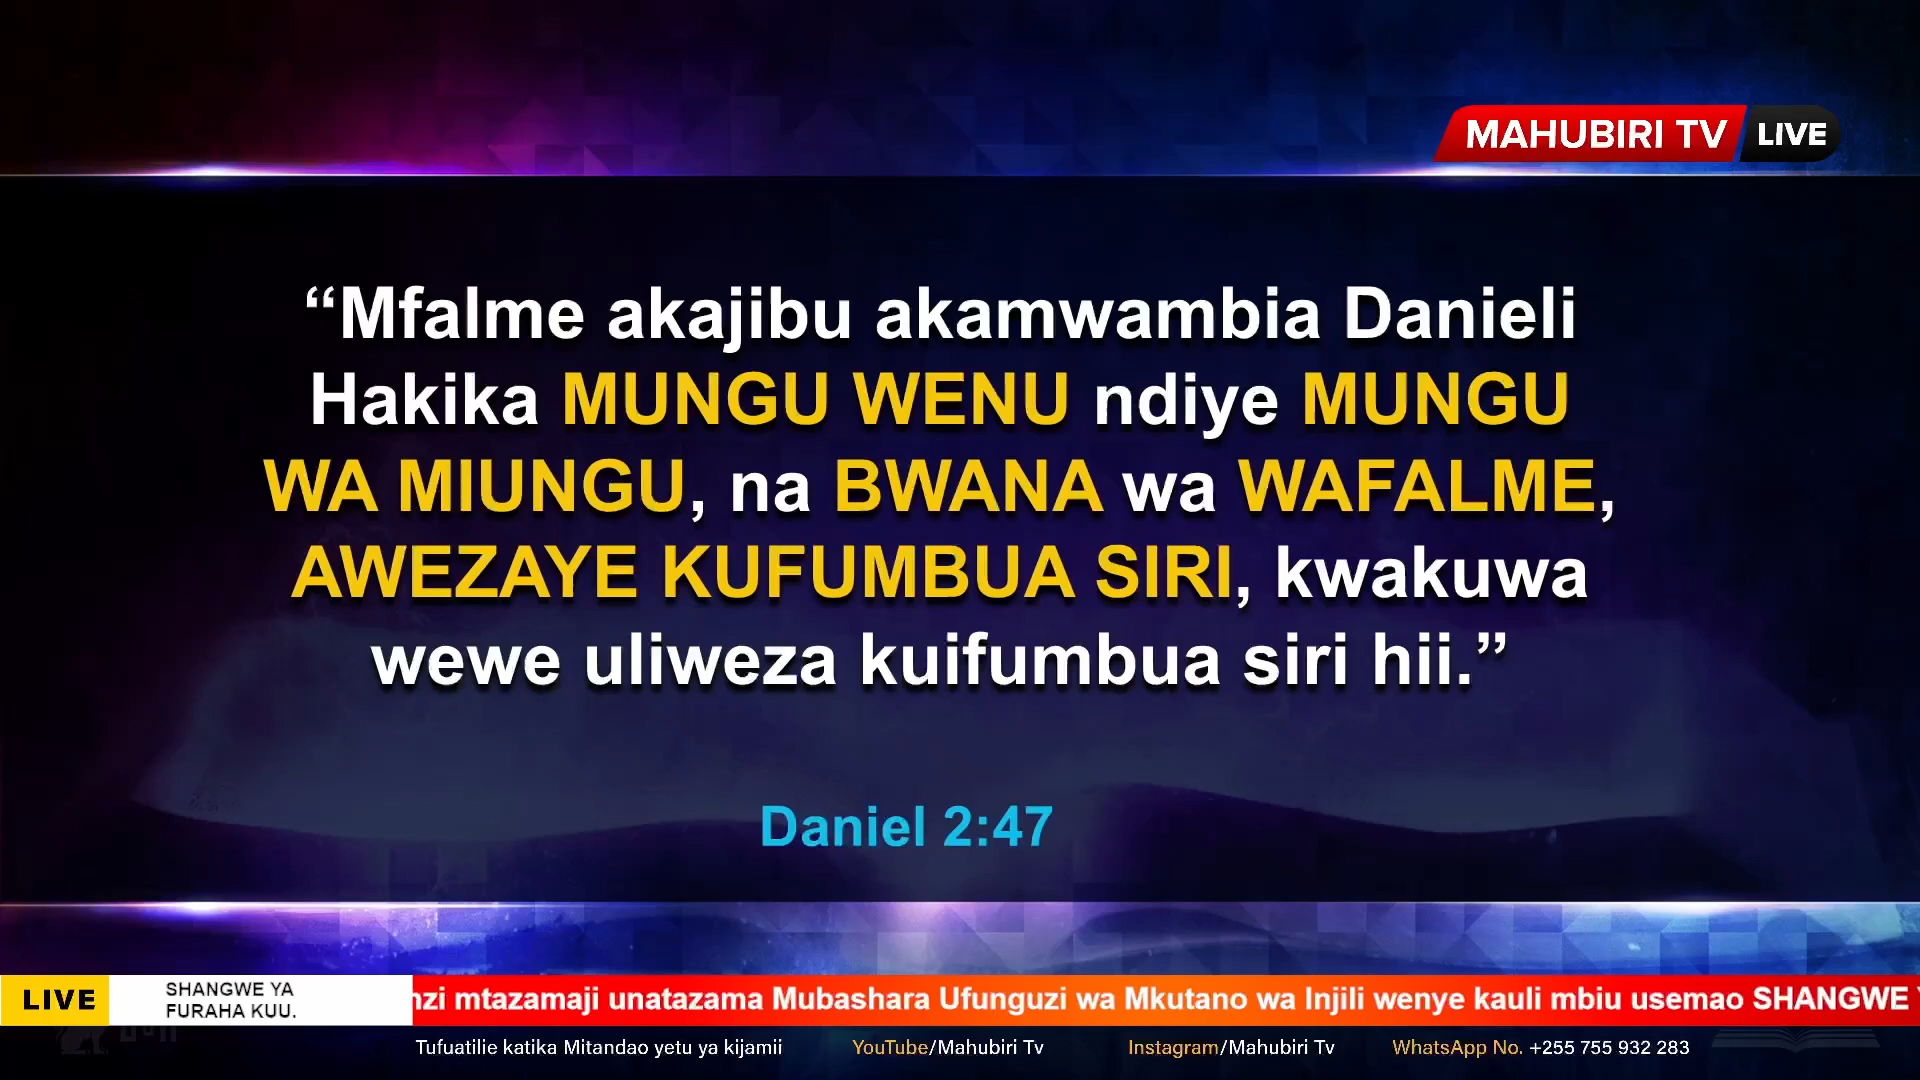 MAHUBIRI TV LIVE
“Mfalme akajibu akamwambia Danieli
Hakika MUNGU WENU ndiye MUNGU
WA MIUNGU, na BWANA wa WAFALME,
AWEZAYE KUFUMBUA SIRI, kwakuwa
wewe uliweza kuifumbua siri hii.”
Daniel 2:47
LIVE
SHANGWE YA
FURAHA KUU.
mtazamaji unatazama Mubashara Ufunguzi wa Mkutano wa Injili wenye kauli mbiu usemao SHANGWE
Tufuatilie katika Mitandao yetu ya kijamii YouTube/Mahubiri Tv Instagram/Mahubiri Tv WhatsApp No. +255 755 932 283